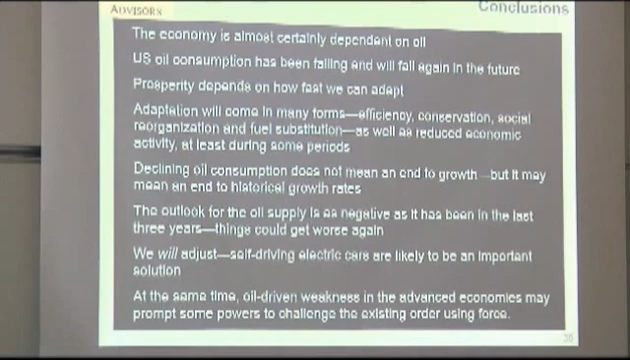 ADVISORS
Conclusions
The economy is almost certainly dependent on oil
US oil consumption has been falling and will fall again in the future
Prosperity depends on how fast we can adapt
Adaptation will come in many forms—efficiency, conservation, social
reorganization and fuel substitution—as well as reduced economic
activity, at least during some periods
Declining oil consumption does not mean an end to growth—but it may
mean an end to historical growth rates
The outlook for the oil supply is as negative as it has been in the last
three years—things could get worse again
We will adjust—self-driving electric cars are likely to be an important
solution
At the same time, oil-driven weakness in the advanced economies may
prompt some powers to challenge the existing order using force.